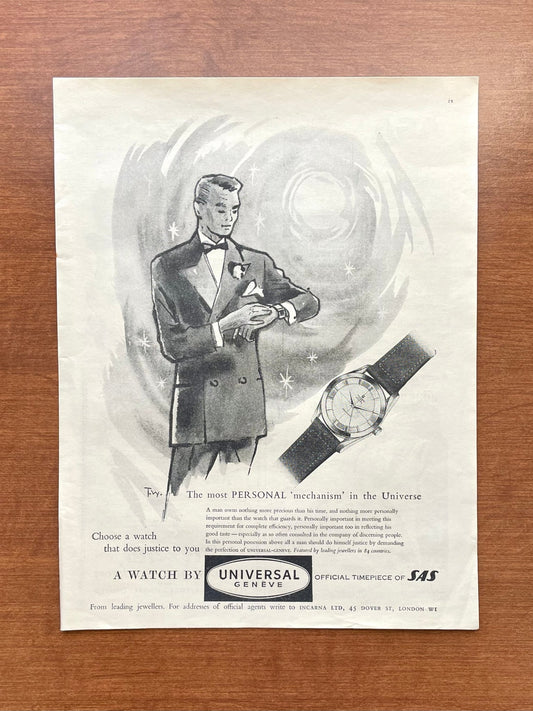 Tivy.
The most PERSONAL 'mechanism' in the Universe
A man owns nothing more precious than his time, and nothing more personally
important than the watch that guards it. Personally important in meeting this
requirement for complete efficiency, personally important too in reflecting his
good taste — especially as so often consulted in the company of discerning people.
In this personal possession above all a man should do himself justice by demanding
the perfection of UNIVERSAL-GENEVE. Featured by leading jewellers in 84 countries.
Choose a watch
that does justice to you
A WATCH BY UNIVERSAL GENEVE OFFICIAL TIMEPIECE OF SAS
From leading jewellers. For addresses of official agents write to INCARNA LTD, 45 DOVER ST, LONDON W1